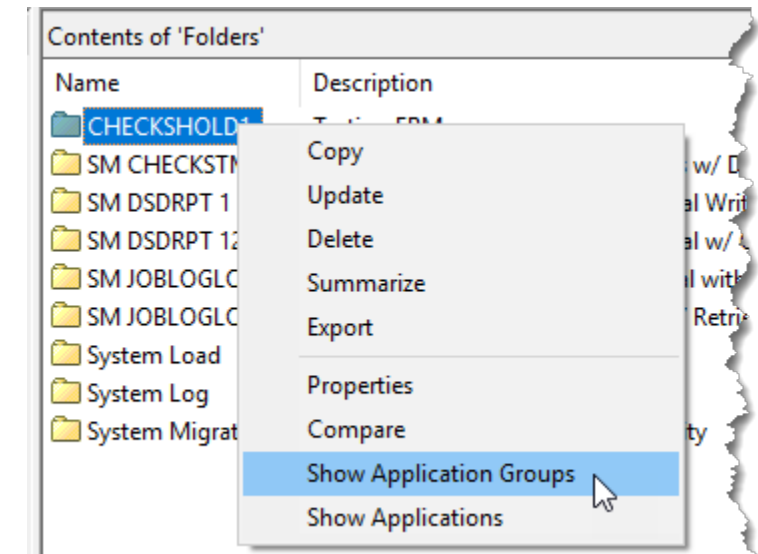 Contents of 'Folders'
Name Description
CHECKSHOLD1
Copy
SM CHECKSTM w/ D
Update
SM DSDRPT 1 al Writ
Delete
SM DSDRPT 12 al w/
Summarize
SM JOBLOGLC al with
Export
SM JOBLOGLC Retrie
System Load
Properties
System Log
Compare
System Migrat ty
Show Application Groups
Show Applications